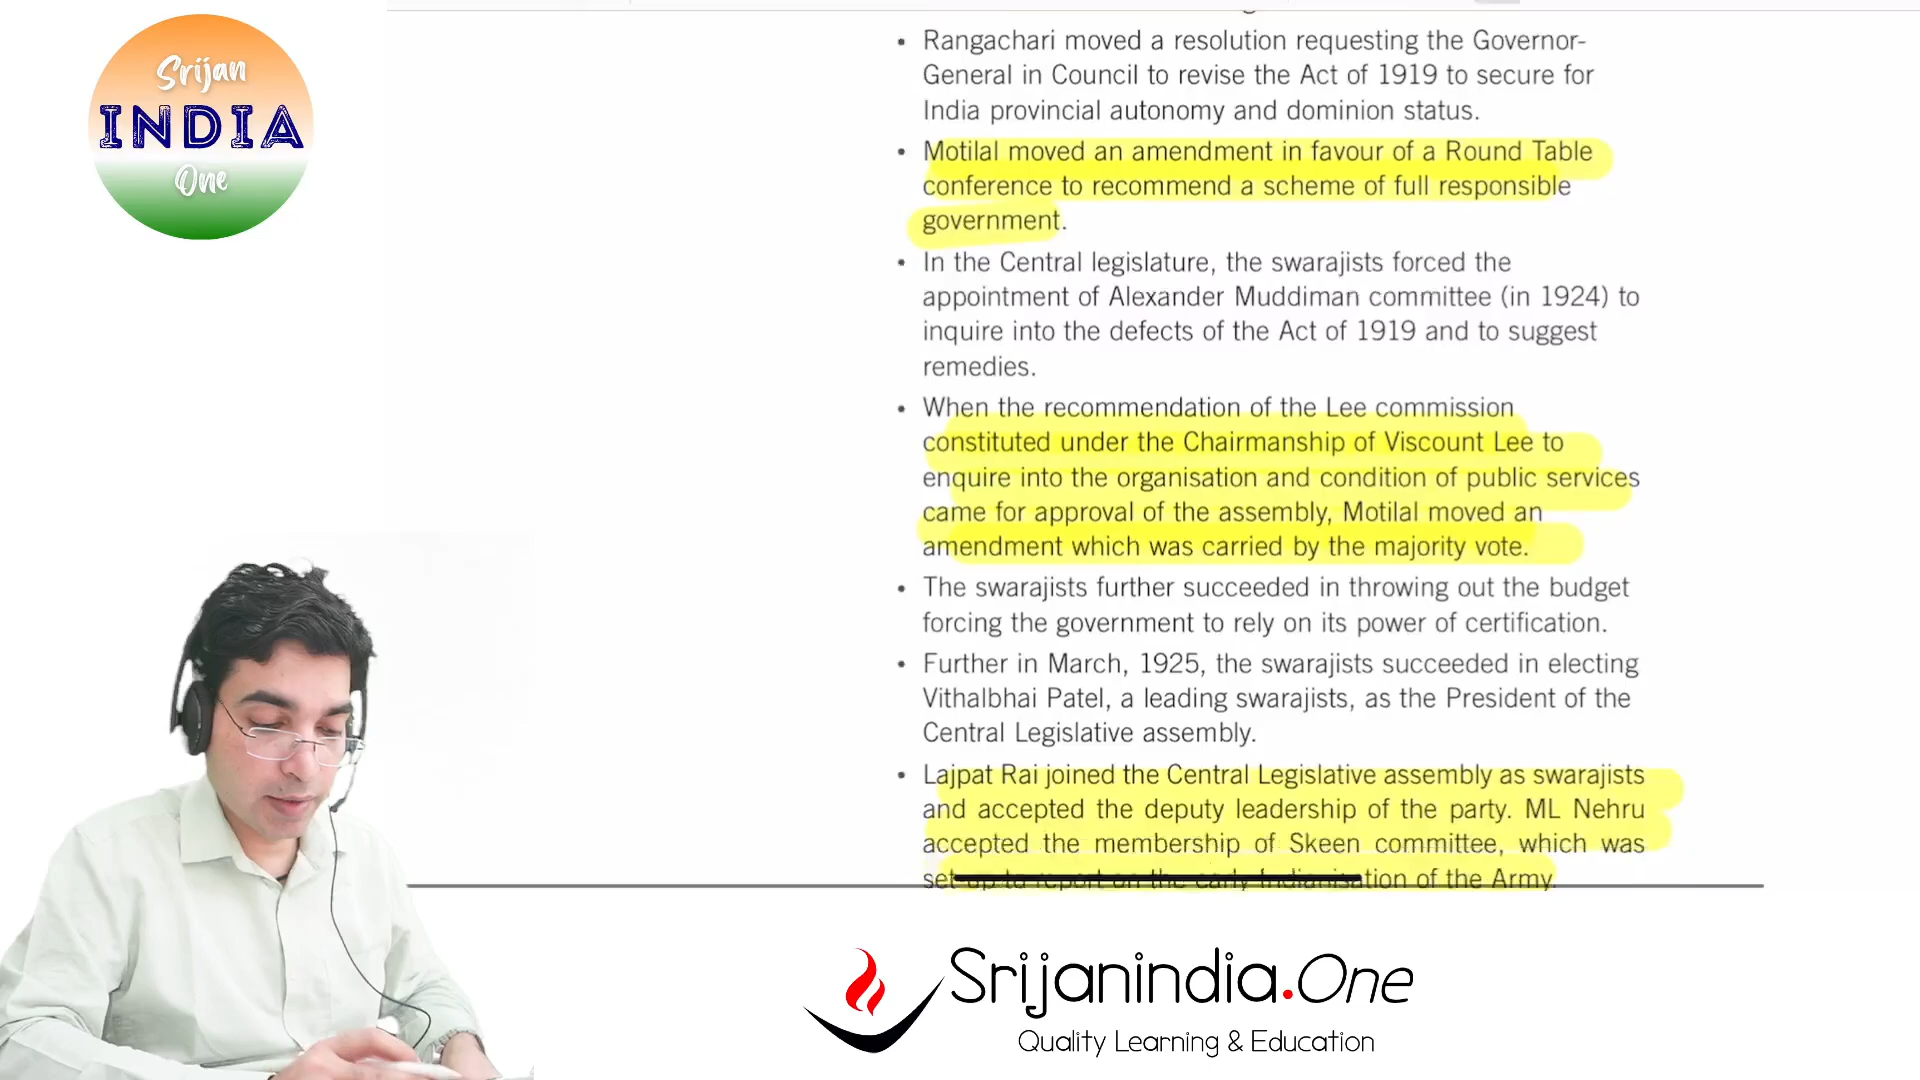 Srijan
INDIA
One
• Rangachari moved a resolution requesting the Governor-
General in Council to revise the Act of 1919 to secure for
India provincial autonomy and dominion status.
• Motilal moved an amendment in favour of a Round Table
conference to recommend a scheme of full responsible
government.
• In the Central legislature, the swarajists forced the
appointment of Alexander Muddiman committee (in 1924) to
inquire into the defects of the Act of 1919 and to suggest
remedies.
• When the recommendation of the Lee commission
constituted under the Chairmanship of Viscount Lee to
enquire into the organisation and condition of public services
came for approval of the assembly, Motilal moved an
amendment which was carried by the majority vote.
• The swarajists further succeeded in throwing out the budget
forcing the government to rely on its power of certification.
• Further in March, 1925, the swarajists succeeded in electing
Vithalbhai Patel, a leading swarajists, as the President of the
Central Legislative assembly.
• Lajpat Rai joined the Central Legislative assembly as swarajists
and accepted the deputy leadership of the party. ML Nehru
accepted the membership of Skeen committee, which was
set up to report on the early Indianisation of the Army.
Srijanindia.One
Quality Learning & Education